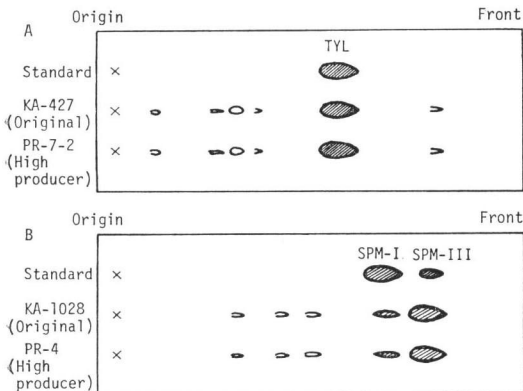 Origin Front
A
TYL
Standard ×
KA-427 ×
(Original)
PR-7-2 ×
(High
producer)
Origin Front
B
SPM-I. SPM-III
Standard ×
KA-1028 ×
(Original)
PR-4 ×
(High
producer)